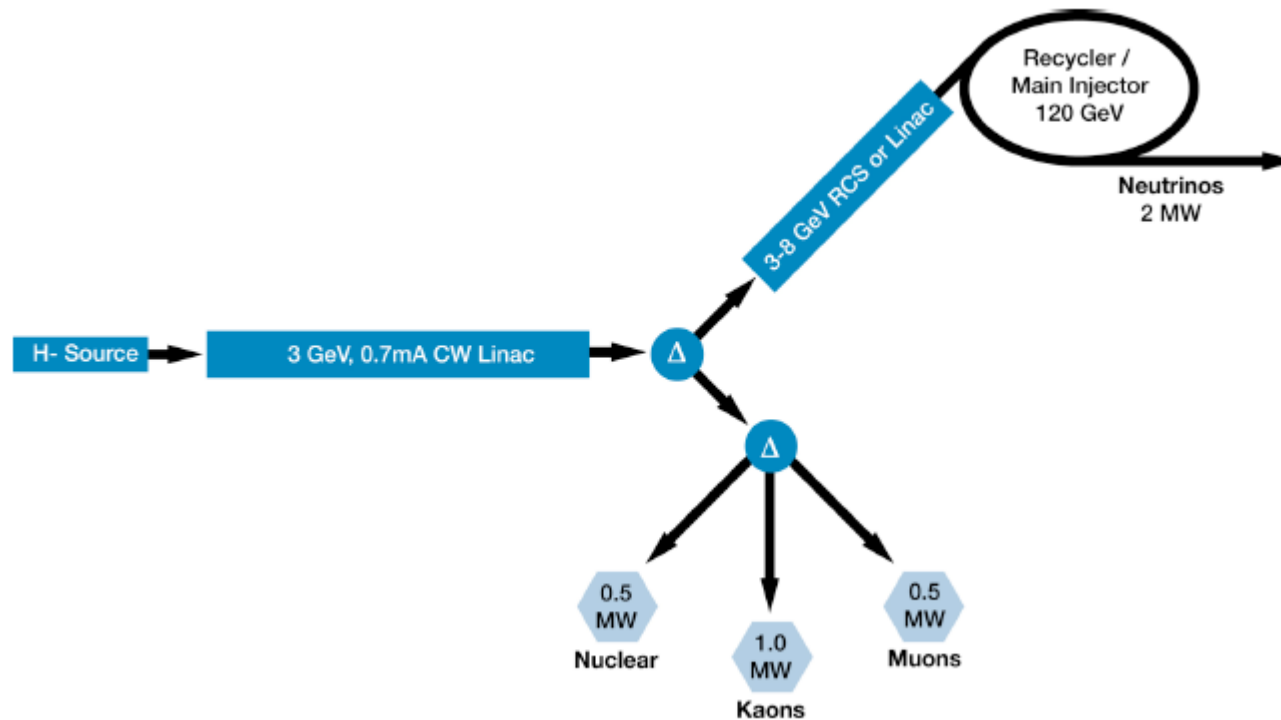 Recycler /
Main Injector
120 GeV
Neutrinos
2 MW
3-8 GeV RCS or Linac
H- Source
3 GeV, 0.7mA CW Linac
Δ
Δ
0.5
MW
Nuclear
1.0
MW
Kaons
0.5
MW
Muons